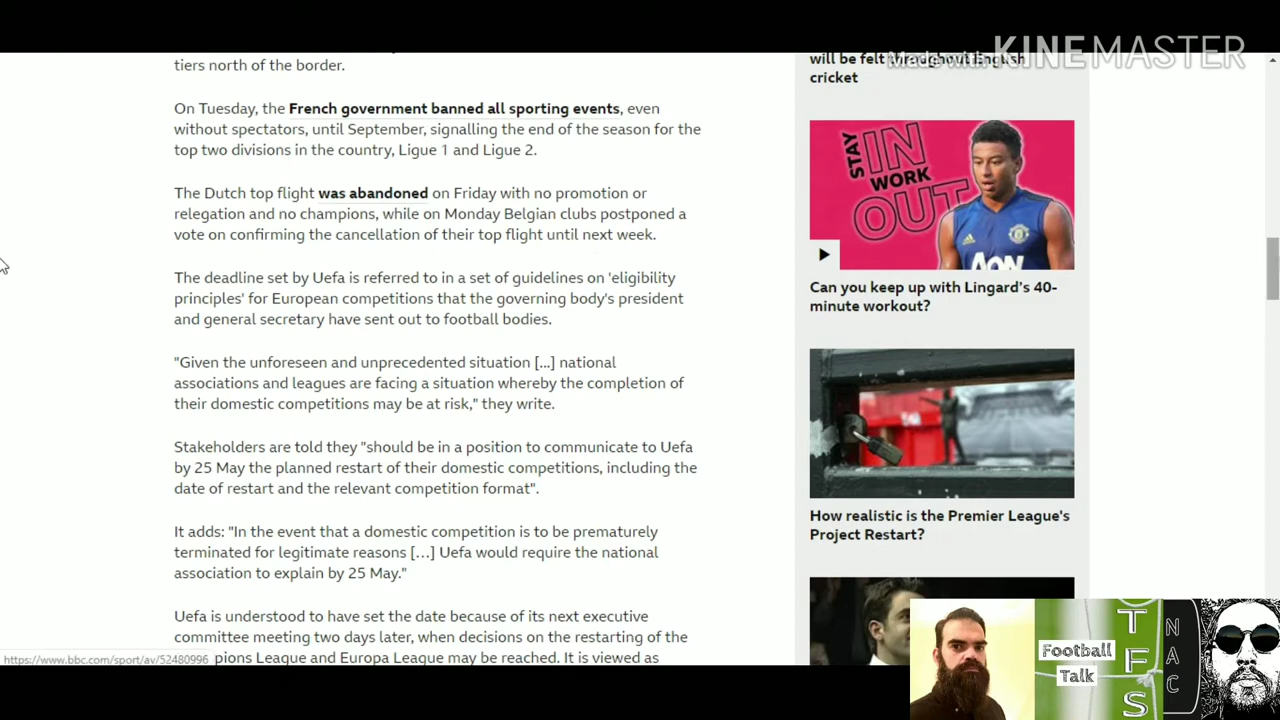 Made with KINEMASTER
tiers north of the border.
On Tuesday, the French government banned all sporting events, even
without spectators, until September, signalling the end of the season for the
top two divisions in the country, Ligue 1 and Ligue 2.
The Dutch top flight was abandoned on Friday with no promotion or
relegation and no champions, while on Monday Belgian clubs postponed a
vote on confirming the cancellation of their top flight until next week.
The deadline set by Uefa is referred to in a set of guidelines on 'eligibility
principles' for European competitions that the governing body's president
and general secretary have sent out to football bodies.
"Given the unforeseen and unprecedented situation [...] national
associations and leagues are facing a situation whereby the completion of
their domestic competitions may be at risk," they write.
Stakeholders are told they "should be in a position to communicate to Uefa
by 25 May the planned restart of their domestic competitions, including the
date of restart and the relevant competition format".
It adds: "In the event that a domestic competition is to be prematurely
terminated for legitimate reasons […] Uefa would require the national
association to explain by 25 May."
Uefa is understood to have set the date because of its next executive
committee meeting two days later, when decisions on the restarting of the
pions League and Europa League may be reached. It is viewed as
https://www.bbc.com/sport/av/52480996
will be felt throughout English
cricket
STAY
IN
WORK
OUT
AON
Can you keep up with Lingard's 40-
minute workout?
How realistic is the Premier League's
Project Restart?
Football
Talk
TFS
NAC